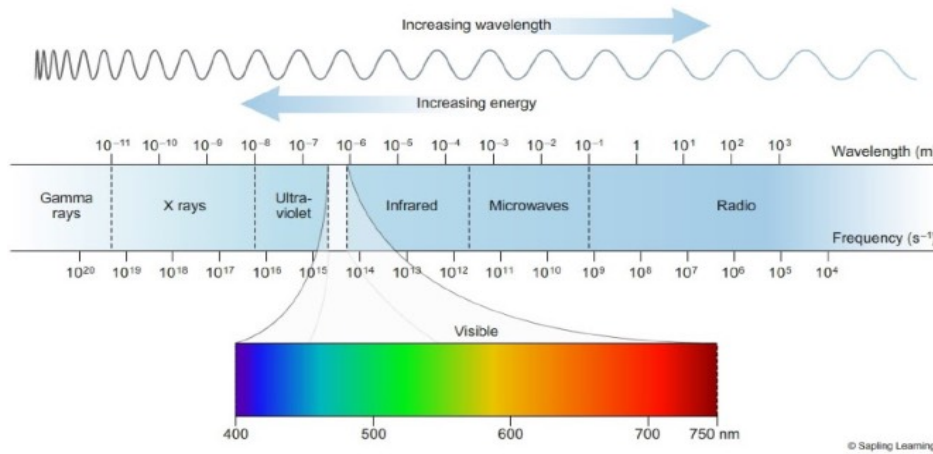 Increasing wavelength
Increasing energy
10⁻¹¹ 10⁻¹⁰ 10⁻⁹ 10⁻⁸ 10⁻⁷ 10⁻⁶ 10⁻⁵ 10⁻⁴ 10⁻³ 10⁻² 10⁻¹ 1 10¹ 10² 10³ Wavelength (m
Gamma rays
X rays
Ultra-
violet
Infrared
Microwaves
Radio
Frequency (s⁻¹
10²⁰ 10¹⁹ 10¹⁸ 10¹⁷ 10¹⁶ 10¹⁵ 10¹⁴ 10¹³ 10¹² 10¹¹ 10¹⁰ 10⁹ 10⁸ 10⁷ 10⁶ 10⁵ 10⁴
Visible
400 500 600 700 750 nm
© Sapling Learning